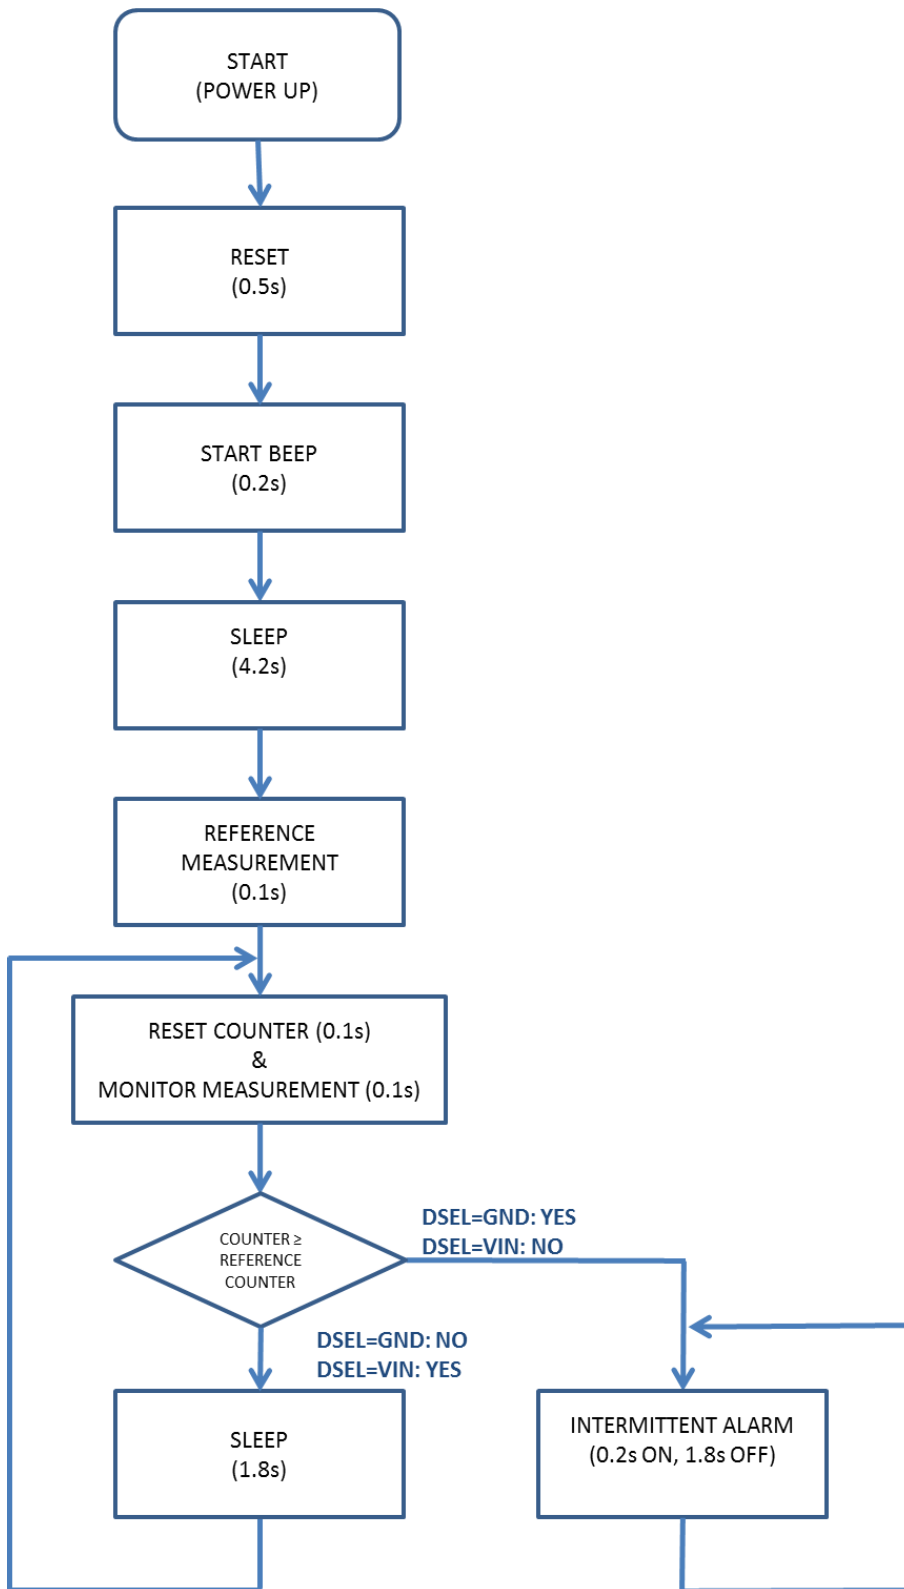 START
(POWER UP)
RESET
(0.5s)
START BEEP
(0.2s)
SLEEP
(4.2s)
REFERENCE
MEASUREMENT
(0.1s)
RESET COUNTER (0.1s)
&
MONITOR MEASUREMENT (0.1s)
COUNTER ≥
REFERENCE
COUNTER
DSEL=GND: YES
DSEL=VIN: NO
DSEL=GND: NO
DSEL=VIN: YES
SLEEP
(1.8s)
INTERMITTENT ALARM
(0.2s ON, 1.8s OFF)